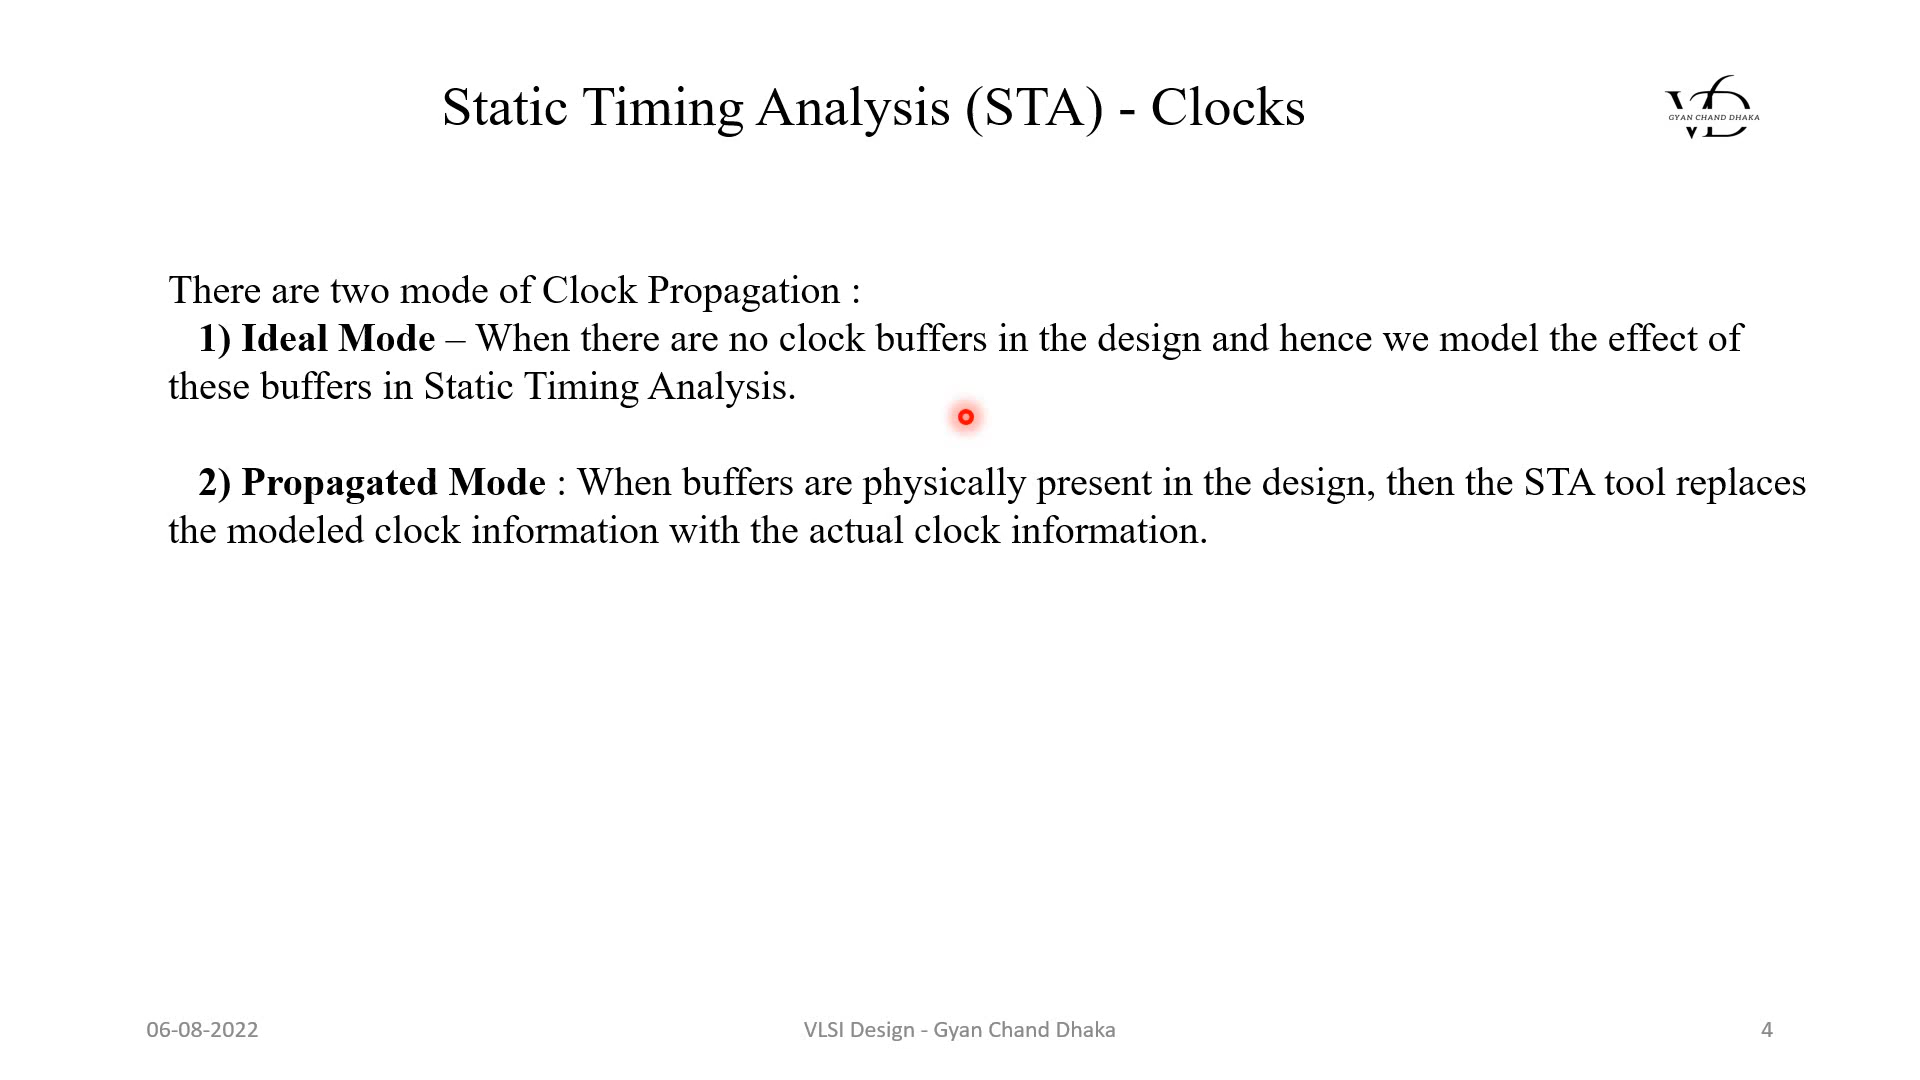 Static Timing Analysis (STA) - Clocks
VD
GYAN CHAND DHAKA
There are two mode of Clock Propagation :
1) Ideal Mode – When there are no clock buffers in the design and hence we model the effect of
these buffers in Static Timing Analysis.
2) Propagated Mode : When buffers are physically present in the design, then the STA tool replaces
the modeled clock information with the actual clock information.
06-08-2022
VLSI Design - Gyan Chand Dhaka
4